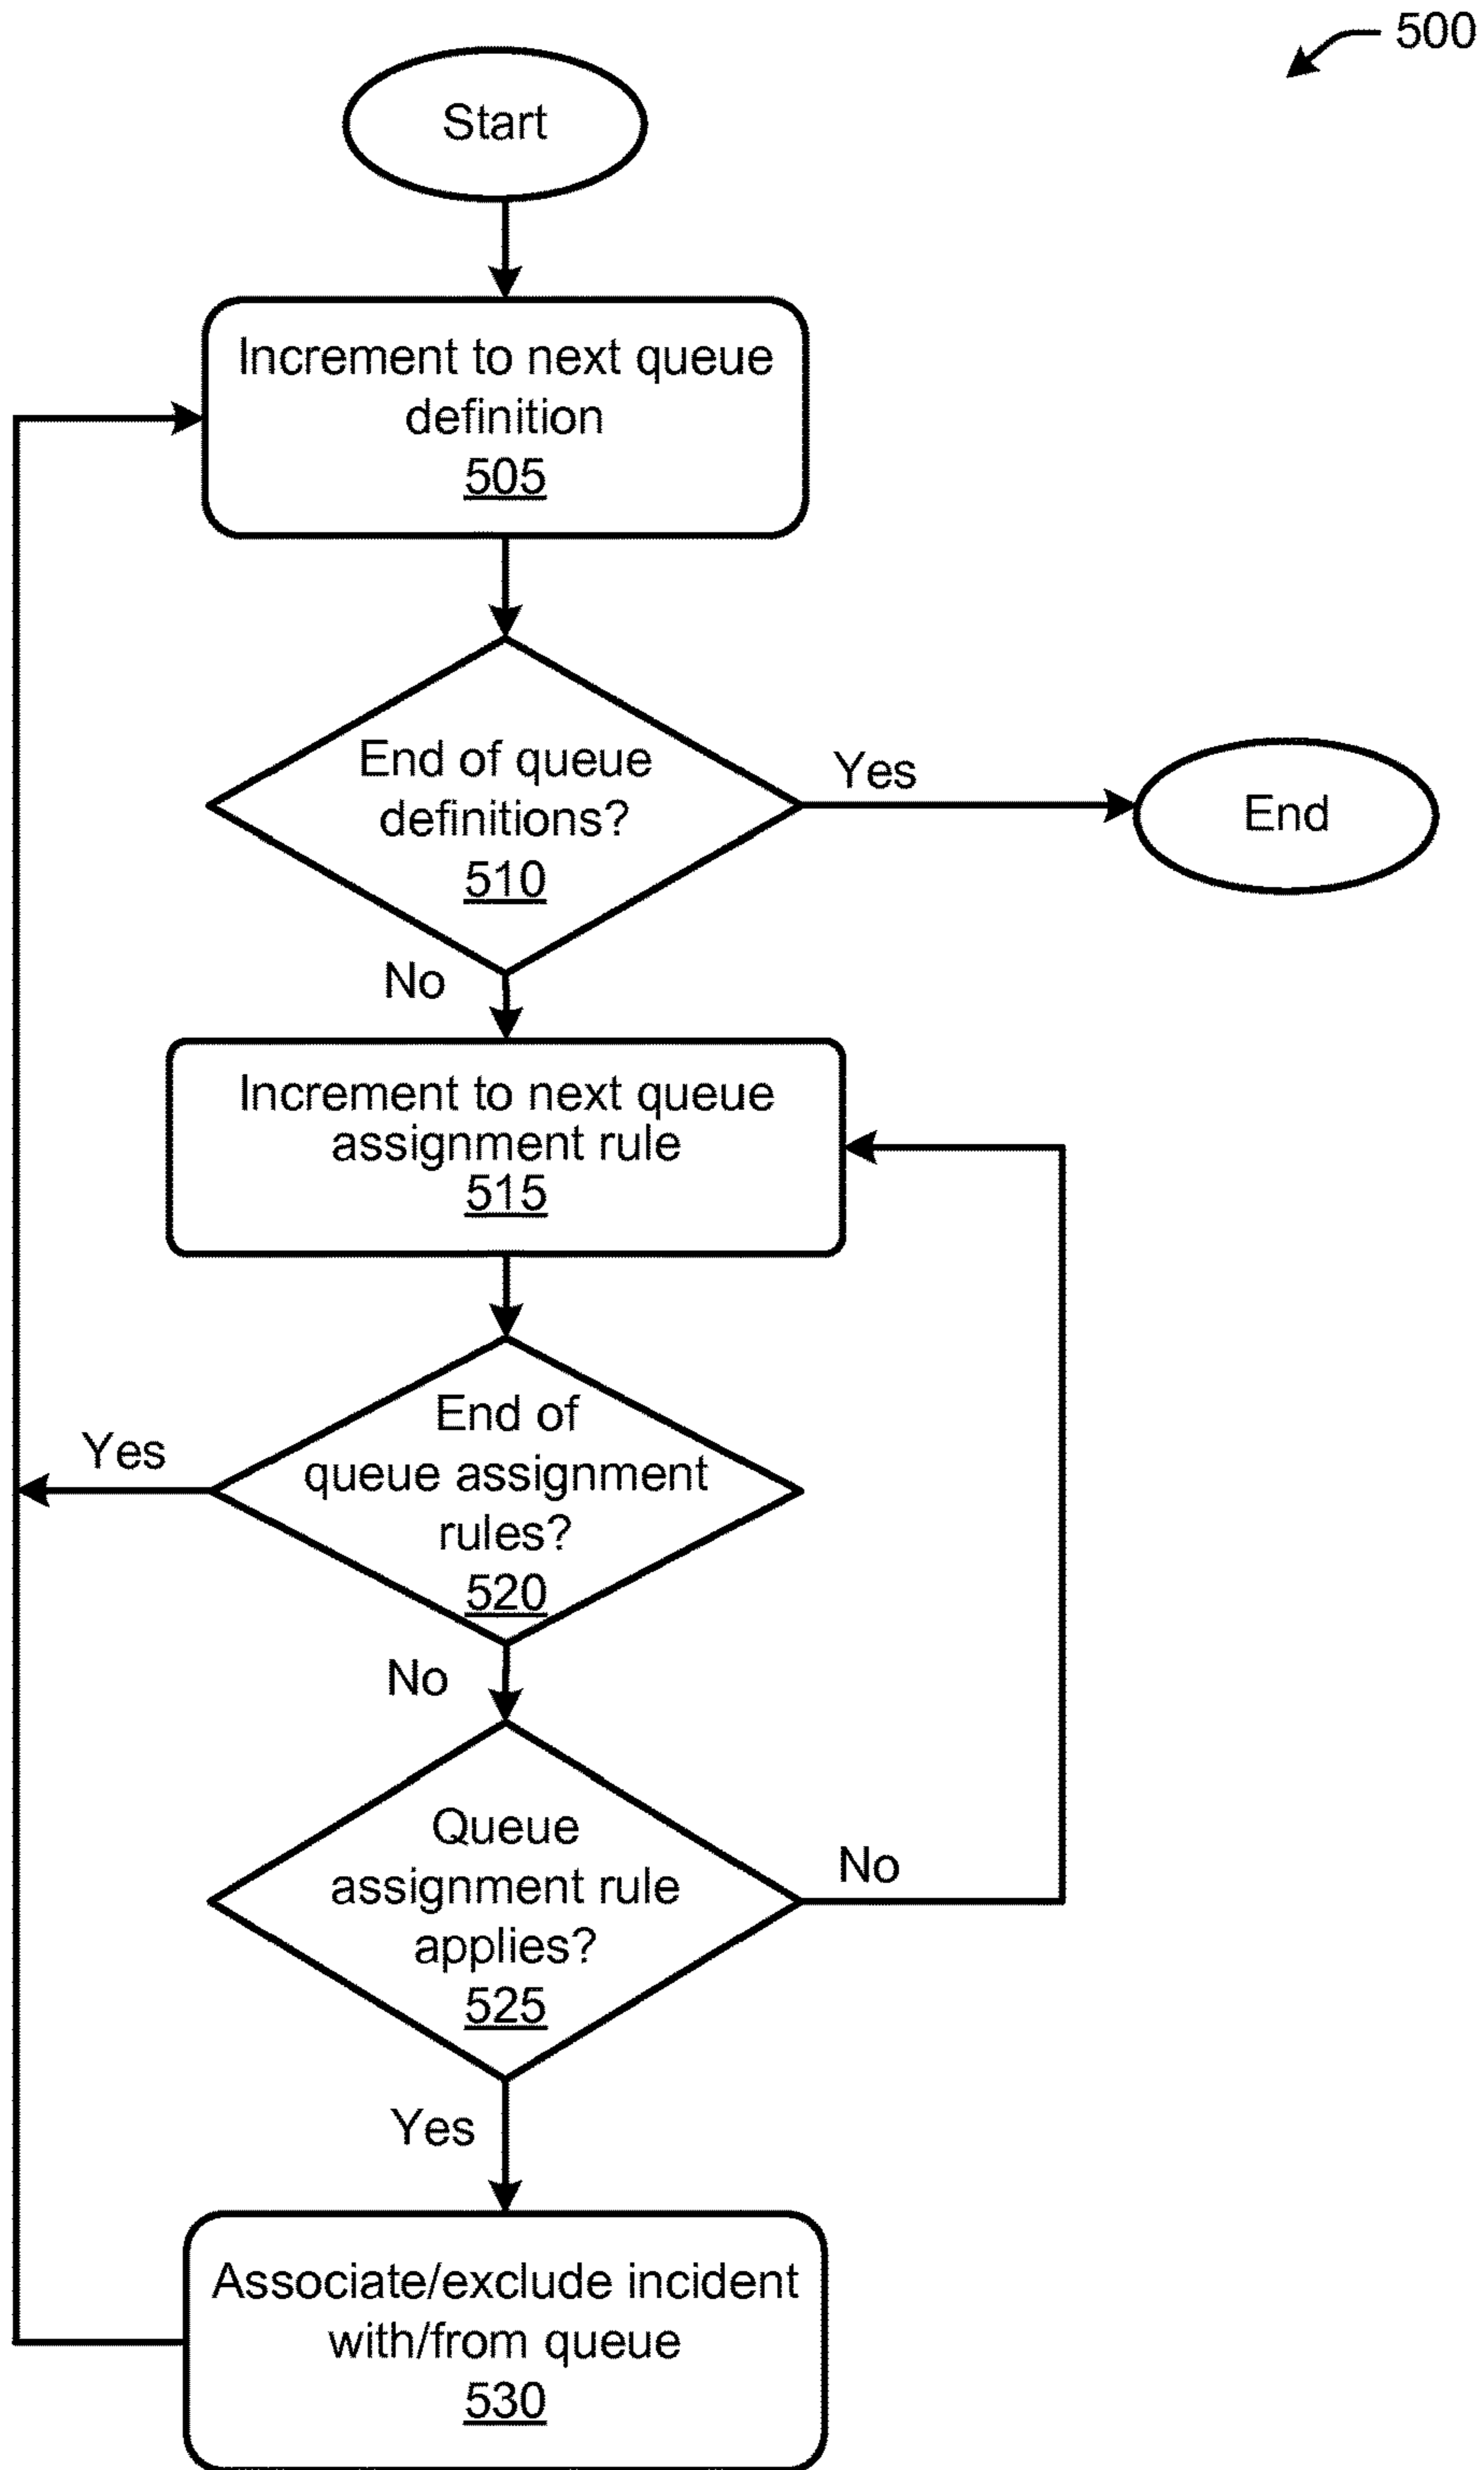 500
Start
Increment to next queue
definition
505
End of queue
definitions?
510
Yes
End
No
Increment to next queue
assignment rule
515
End of
queue assignment
rules?
520
Yes
No
Queue
assignment rule
applies?
525
No
Yes
Associate/exclude incident
with/from queue
530